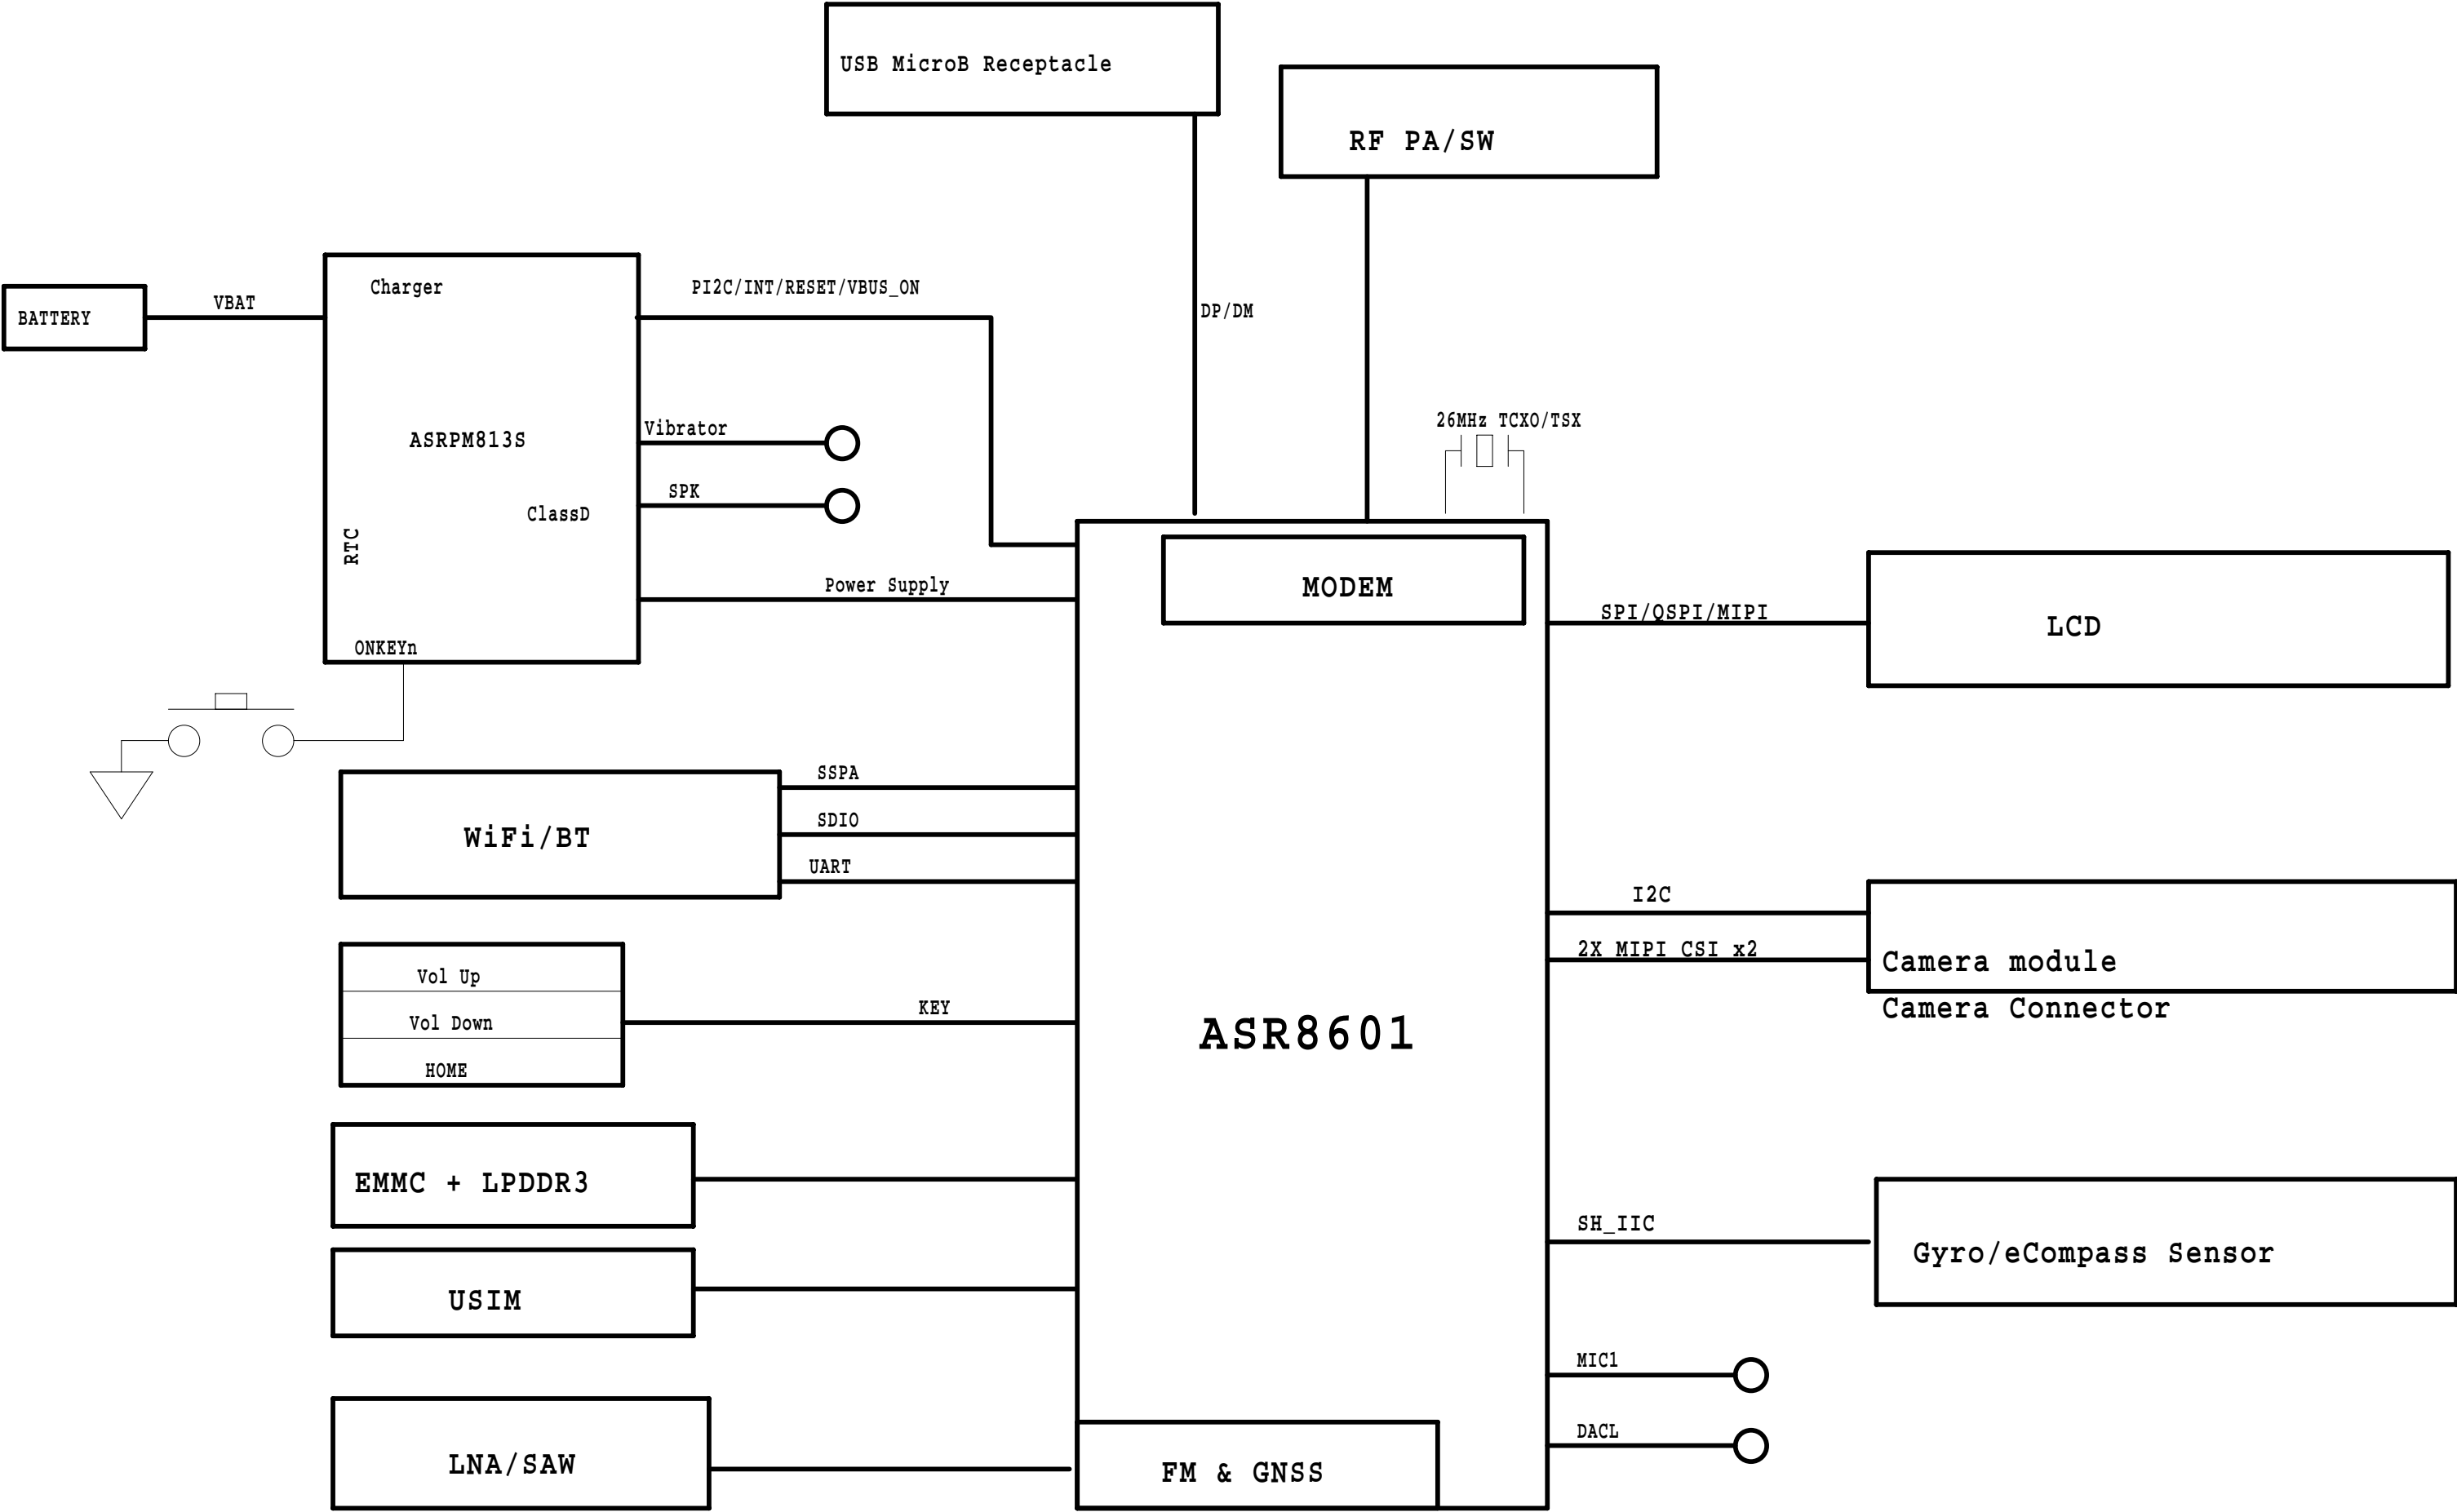 USB MicroB Receptacle
RF PA/SW
Charger
PI2C/INT/RESET/VBUS_ON
VBAT
BATTERY
DP/DM
26MHz TCXO/TSX
Vibrator
ASRPM813S
SPK
ClassD
RTC
Power Supply
MODEM
SPI/QSPI/MIPI
LCD
ONKEYn
SSPA
SDIO
WiFi/BT
UART
I2C
2X MIPI CSI x2
Camera module
Camera Connector
Vol Up
Vol Down
HOME
KEY
ASR8601
EMMC + LPDDR3
SH_IIC
Gyro/eCompass Sensor
USIM
MIC1
DACL
LNA/SAW
FM & GNSS